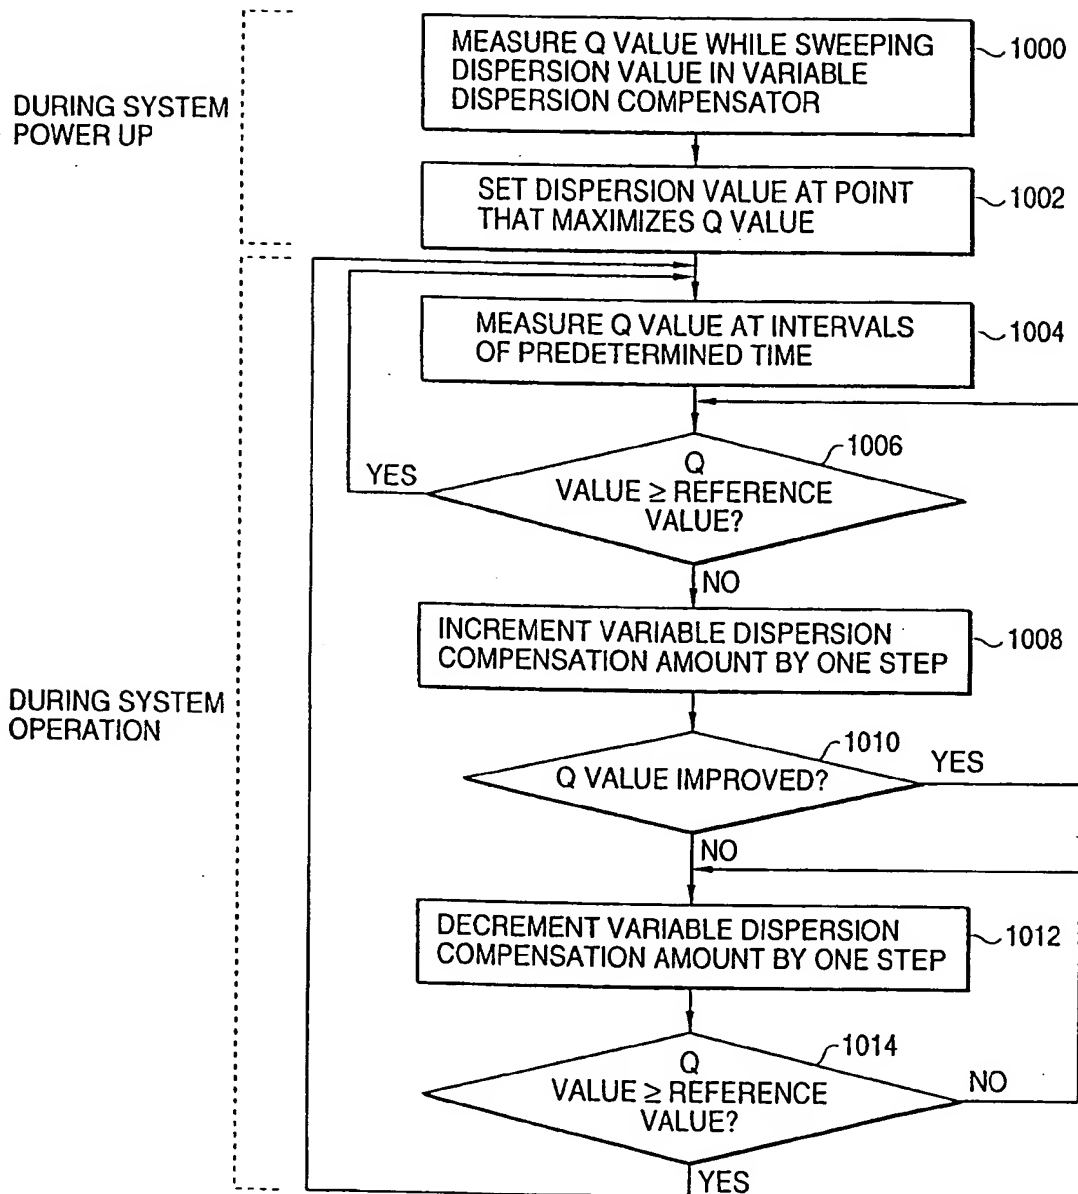 MEASURE Q VALUE WHILE SWEEPING
DISPERSION VALUE IN VARIABLE
DISPERSION COMPENSATOR
1000
DURING SYSTEM
POWER UP
SET DISPERSION VALUE AT POINT
THAT MAXIMIZES Q VALUE
1002
MEASURE Q VALUE AT INTERVALS
OF PREDETERMINED TIME
1004
1006
YES
Q
VALUE ≥ REFERENCE
VALUE?
NO
INCREMENT VARIABLE DISPERSION
COMPENSATION AMOUNT BY ONE STEP
1008
DURING SYSTEM
OPERATION
1010
Q VALUE IMPROVED?
YES
NO
DECREMENT VARIABLE DISPERSION
COMPENSATION AMOUNT BY ONE STEP
1012
1014
Q
VALUE ≥ REFERENCE
VALUE?
NO
YES